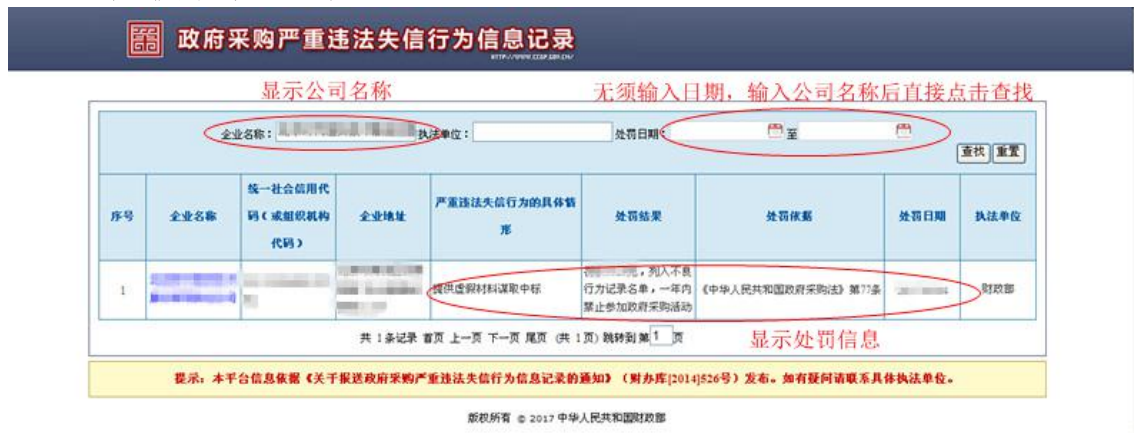 政府采购严重违法失信行为信息记录
HTTP://WWW.CCGP.GOV.CN/
显示公司名称
无须输入日期，输入公司名称后直接点击查找
企业名称： 执法单位： 处罚日期： 至
查找 重置
序号 企业名称 统一社会信用代码（或组织机构代码） 企业地址 严重违法失信行为的具体情形 处罚结果 处罚依据 处罚日期 执法单位
1 提供虚假材料谋取中标 元，列入不良行为记录名单，一年内禁止参加政府采购活动 《中华人民共和国政府采购法》第77条 财政部
共 1条记录 首页 上一页 下一页 尾页 (共 1页) 跳转到第 1 页
显示处罚信息
提示：本平台信息依据《关于报送政府采购严重违法失信行为信息记录的通知》（财办库[2014]526号）发布。如有疑问请联系具体执法单位。
版权所有 © 2017 中华人民共和国财政部